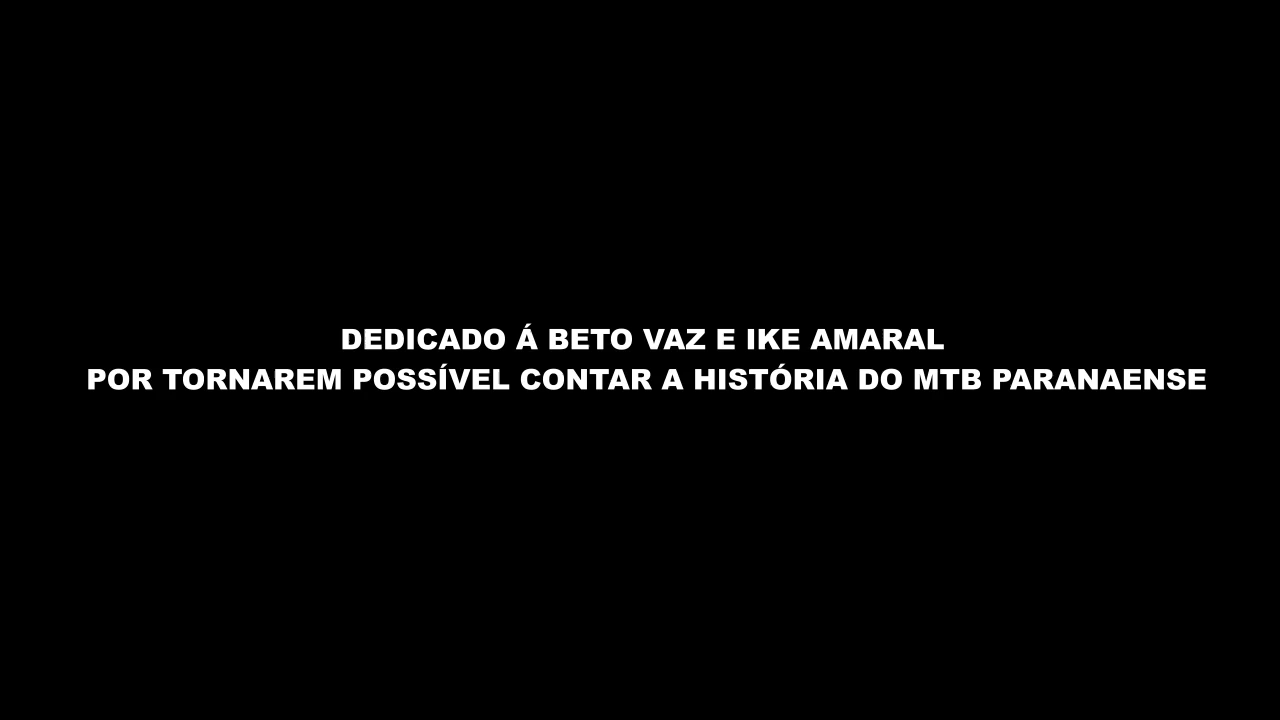 DEDICADO Á BETO VAZ E IKE AMARAL
POR TORNAREM POSSÍVEL CONTAR A HISTÓRIA DO MTB PARANAENSE